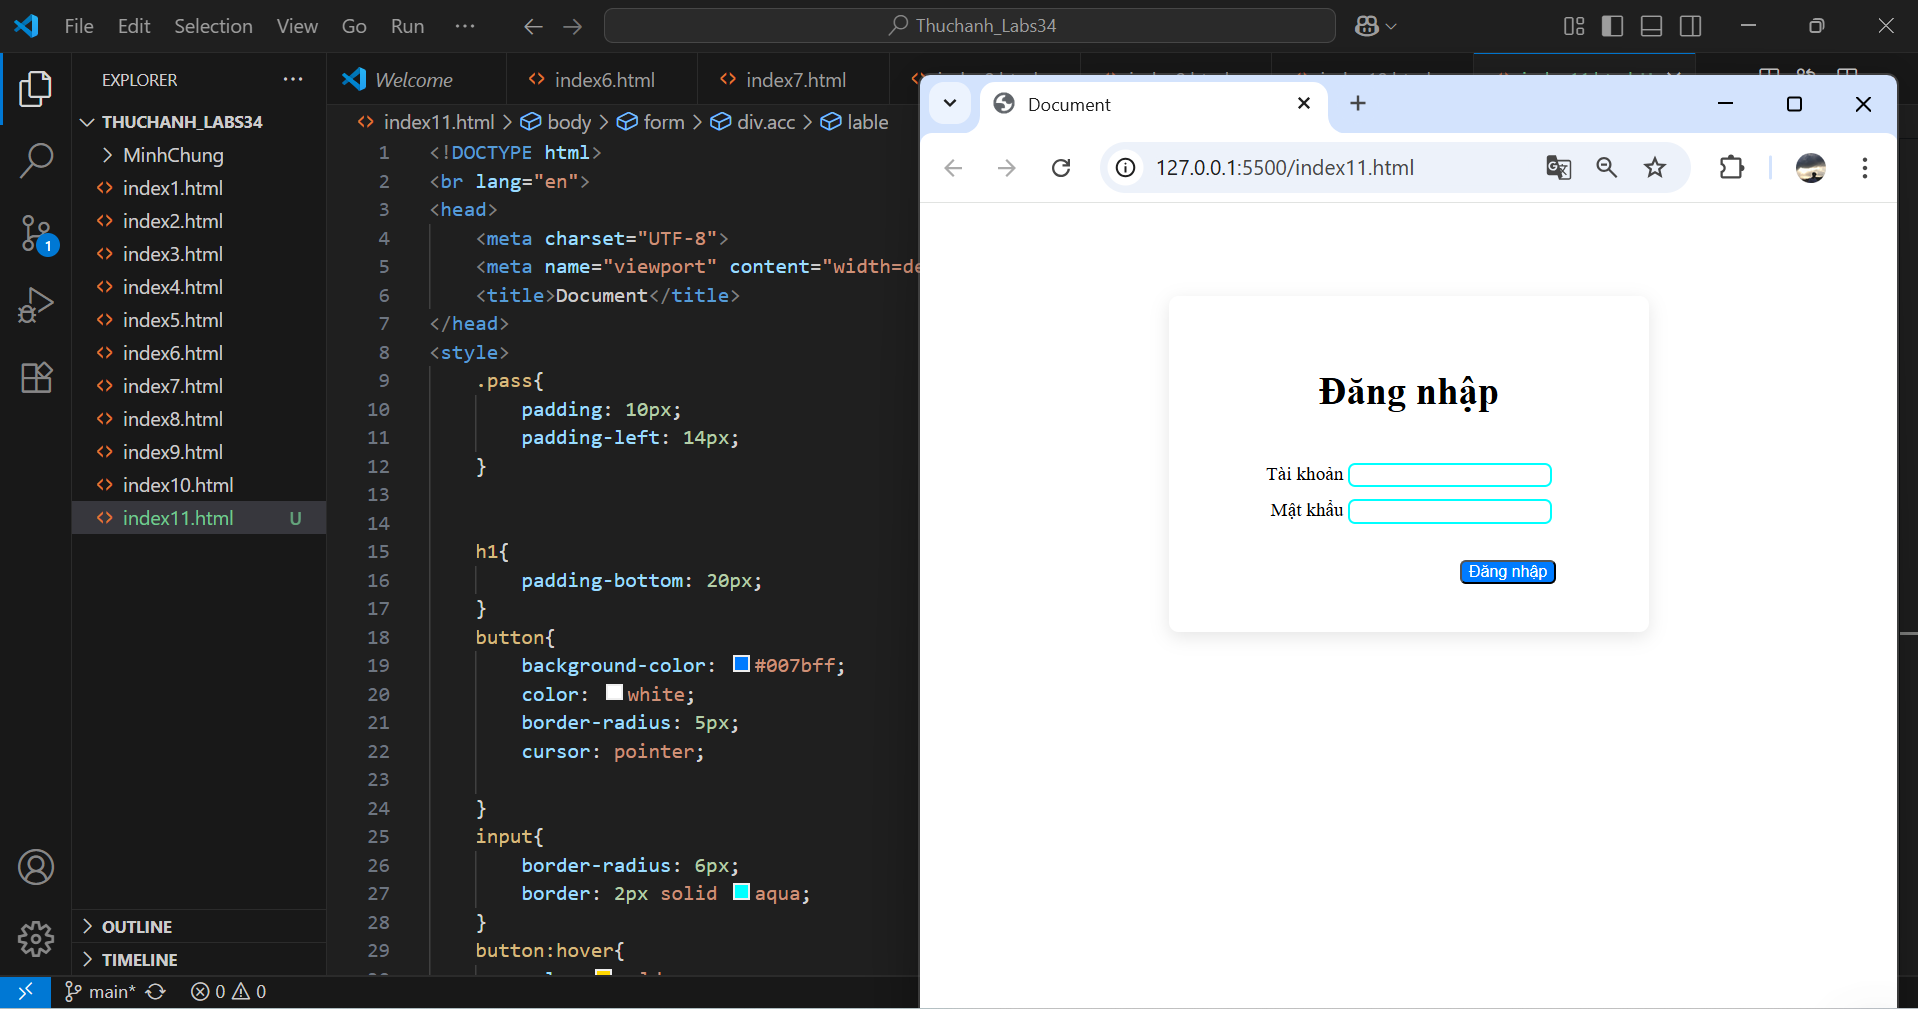 File Edit Selection View Go Run ...
Thuchanh_Labs34
EXPLORER ...
THUCHANH_LABS34
MinhChung
index1.html
index2.html
index3.html
index4.html
index5.html
index6.html
index7.html
index8.html
index9.html
index10.html
index11.html U
OUTLINE
TIMELINE
1
Welcome index6.html index7.html
index11.html > body > form > div.acc > lable
1 <!DOCTYPE html>
2 <br lang="en">
3 <head>
4 <meta charset="UTF-8">
5 <meta name="viewport" content="width=de
6 <title>Document</title>
7 </head>
8 <style>
9 .pass{
10 padding: 10px;
11 padding-left: 14px;
12 }
13
14
15 h1{
16 padding-bottom: 20px;
17 }
18 button{
19 background-color: #007bff;
20 color: white;
21 border-radius: 5px;
22 cursor: pointer;
23
24 }
25 input{
26 border-radius: 6px;
27 border: 2px solid aqua;
28 }
29 button:hover{
main* 0 0
Document
127.0.0.1:5500/index11.html
Đăng nhập
Tài khoản
Mật khẩu
Đăng nhập